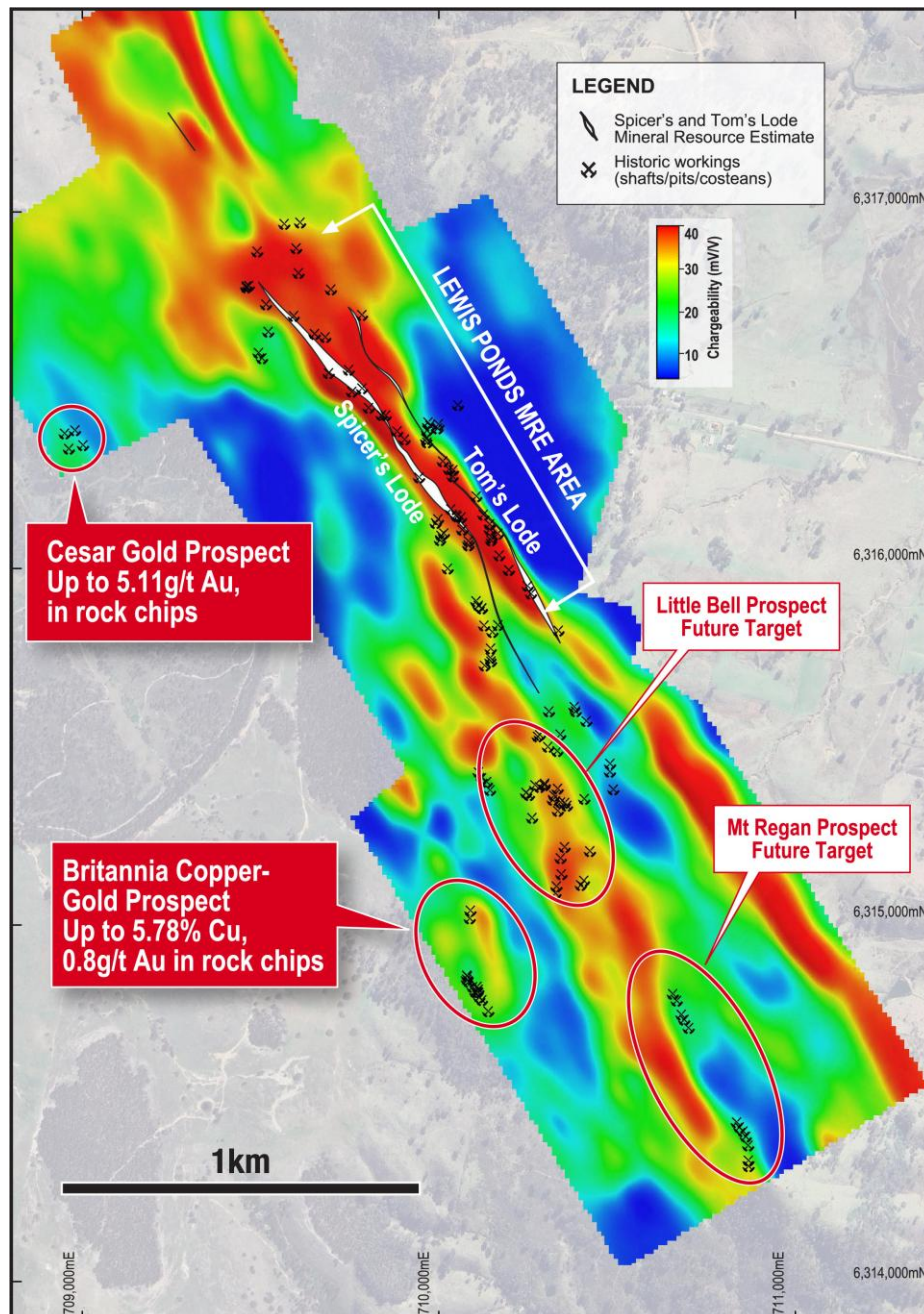 LEGEND
Spicer's and Tom's Lode
Mineral Resource Estimate
Historic workings
(shafts/pits/costeans)
6,317,000mN
40
30
20
10
Chargeability (mV/V)
LEWIS PONDS MRE AREA
Spicer's Lode
Tom's Lode
Cesar Gold Prospect
Up to 5.11g/t Au,
in rock chips
6,316,000mN
Little Bell Prospect
Future Target
Mt Regan Prospect
Future Target
Britannia Copper-
Gold Prospect
Up to 5.78% Cu,
0.8g/t Au in rock chips
6,315,000mN
1km
709,000mE
710,000mE
711,000mE
6,314,000mN